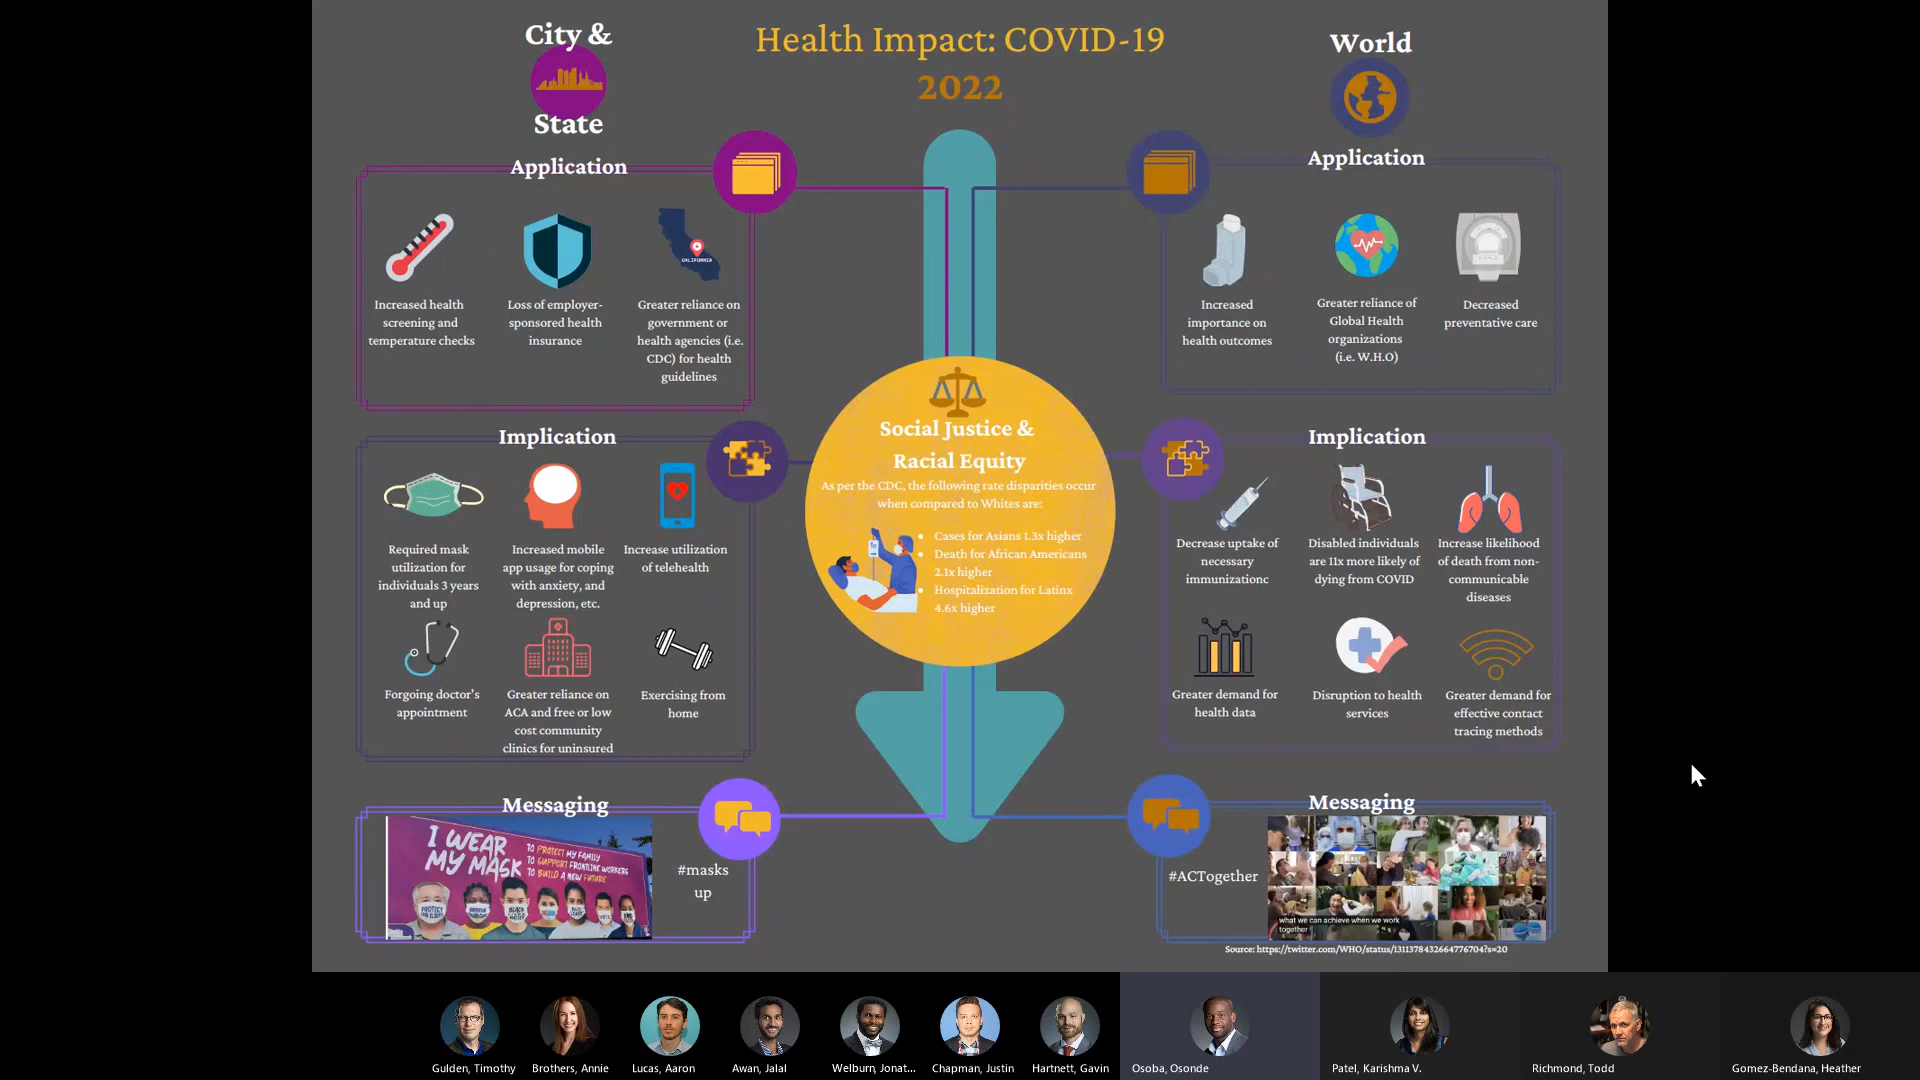 Health Impact: COVID-19
2022
City &
State
Application
CALIFORNIA
Increased health
screening and
temperature checks
Loss of employer-
sponsored health
insurance
Greater reliance on
government or
health agencies (i.e.
CDC) for health
guidelines
Implication
Required mask
utilization for
individuals 3 years
and up
Increased mobile
app usage for coping
with anxiety, and
depression, etc.
Increase utilization
of telehealth
Forgoing doctor's
appointment
Greater reliance on
ACA and free or low
cost community
clinics for uninsured
Exercising from
home
Messaging
I WEAR
MY MASK
TO PROTECT MY FAMILY
TO SUPPORT FRONTLINE WORKERS
TO BUILD A NEW FUTURE
#masks
up
Social Justice &
Racial Equity
As per the CDC, the following rate disparities occur
when compared to Whites are:
• Cases for Asians 1.3x higher
• Death for African Americans
2.1x higher
• Hospitalization for Latinx
4.6x higher
World
Application
Increased
importance on
health outcomes
Greater reliance of
Global Health
organizations
(i.e. W.H.O)
Decreased
preventative care
Implication
Decrease uptake of
necessary
immunizationc
Disabled individuals
are 11x more likely of
dying from COVID
Increase likelihood
of death from non-
communicable
diseases
Greater demand for
health data
Disruption to health
services
Greater demand for
effective contact
tracing methods
Messaging
#ACTogether
what we can achieve when we work
together
Source: https://twitter.com/WHO/status/1311378432664776704?s=20
Gulden, Timothy
Brothers, Annie
Lucas, Aaron
Awan, Jalal
Welburn, Jonat...
Chapman, Justin
Hartnett, Gavin
Osoba, Osonde
Patel, Karishma V.
Richmond, Todd
Gomez-Bendana, Heather